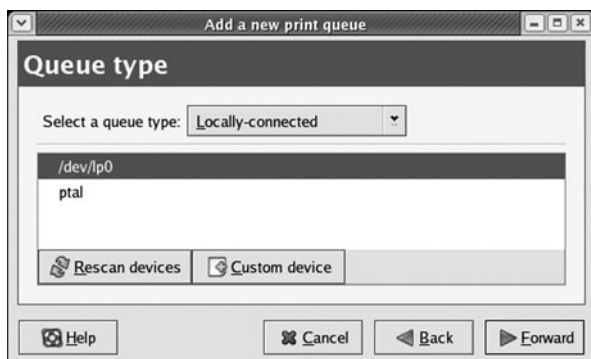 Add a new print queue
Queue type
Select a queue type: Locally-connected
/dev/lp0
ptal
Rescan devices Custom device
Help Cancel Back Forward